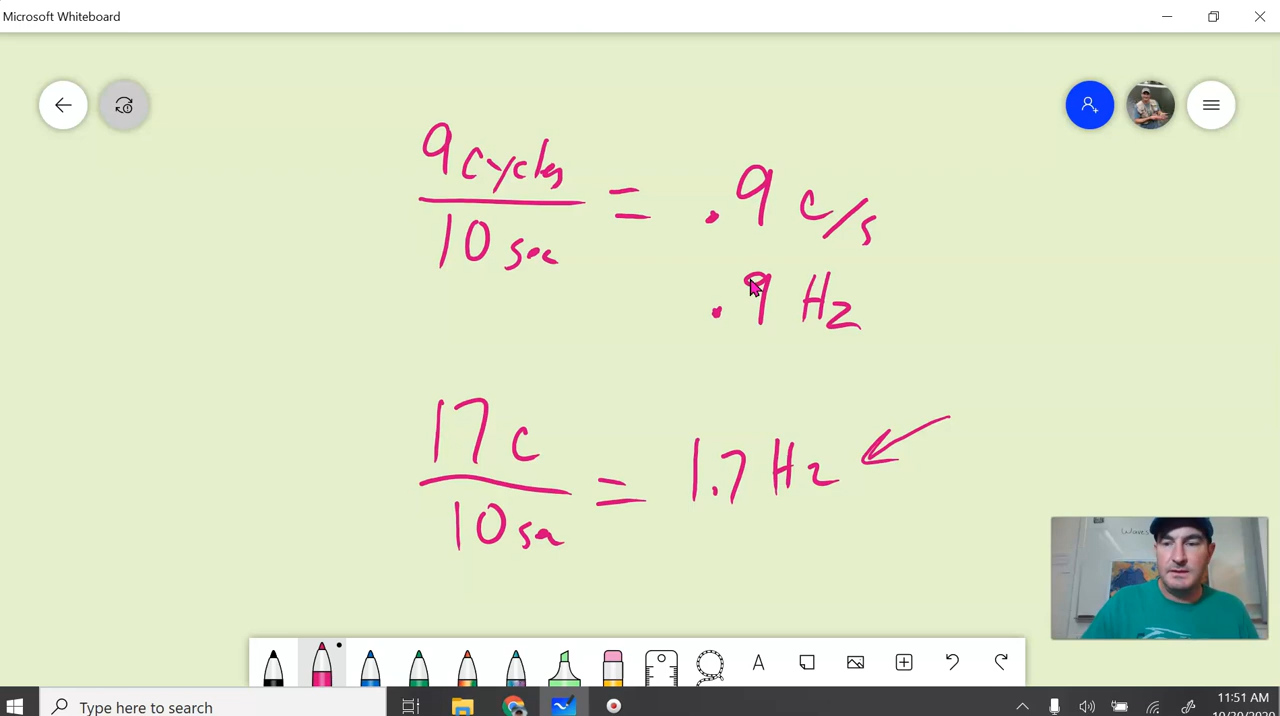 Microsoft Whiteboard
9 cycles
10 sec
= .9 c/s
.9 Hz
17 c
10 sec
= 1.7 Hz
A
Type here to search
11:51 AM